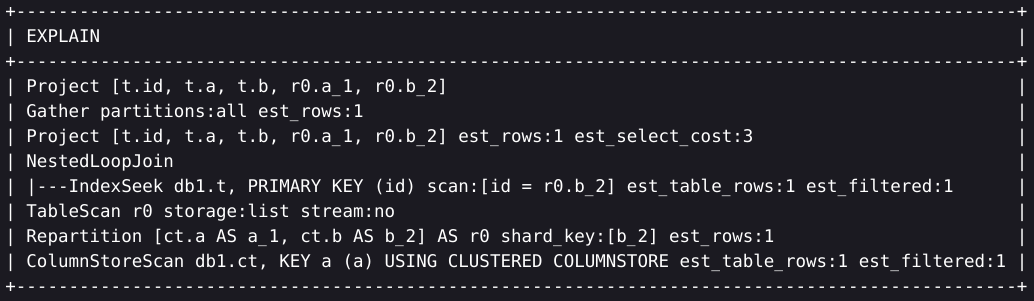 +---------------------------------------------------------------------------------------------------+
| EXPLAIN                                                                                           |
+---------------------------------------------------------------------------------------------------+
| Project [t.id, t.a, t.b, r0.a_1, r0.b_2]                                                          |
| Gather partitions:all est_rows:1                                                                  |
| Project [t.id, t.a, t.b, r0.a_1, r0.b_2] est_rows:1 est_select_cost:3                             |
| NestedLoopJoin                                                                                    |
| |---IndexSeek db1.t, PRIMARY KEY (id) scan:[id = r0.b_2] est_table_rows:1 est_filtered:1          |
| TableScan r0 storage:list stream:no                                                               |
| Repartition [ct.a AS a_1, ct.b AS b_2] AS r0 shard_key:[b_2] est_rows:1                           |
| ColumnStoreScan db1.ct, KEY a (a) USING CLUSTERED COLUMNSTORE est_table_rows:1 est_filtered:1 |
+---------------------------------------------------------------------------------------------------+